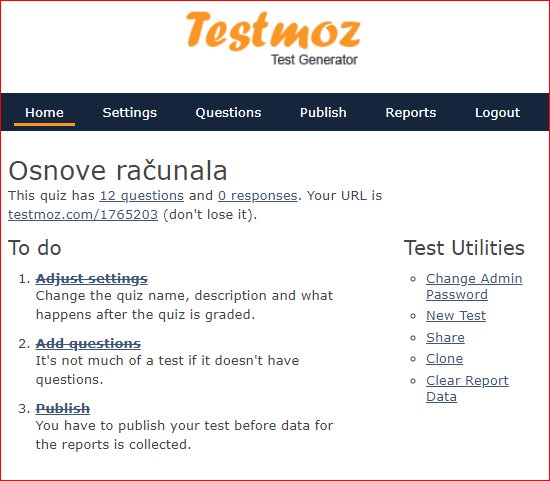 Testmoz
Test Generator
Home Settings Questions Publish Reports Logout
Osnove računala
This quiz has 12 questions and 0 responses. Your URL is
testmoz.com/1765203 (don't lose it).
To do
1. Adjust settings
Change the quiz name, description and what
happens after the quiz is graded.
2. Add questions
It's not much of a test if it doesn't have
questions.
3. Publish
You have to publish your test before data for
the reports is collected.
Test Utilities
Change Admin
Password
New Test
Share
Clone
Clear Report
Data